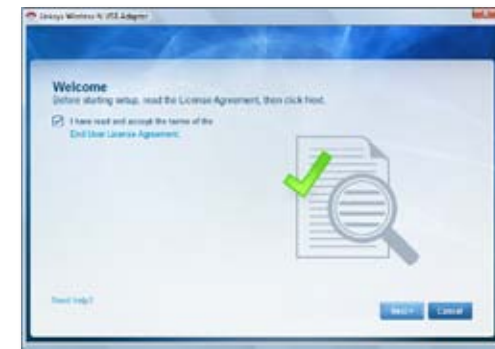 Linksys Wireless-N USB Adapter
Welcome
Before starting setup, read the License Agreement, then click Next.
I have read and accept the terms of the
End User License Agreement.
Need help?
Next
Cancel